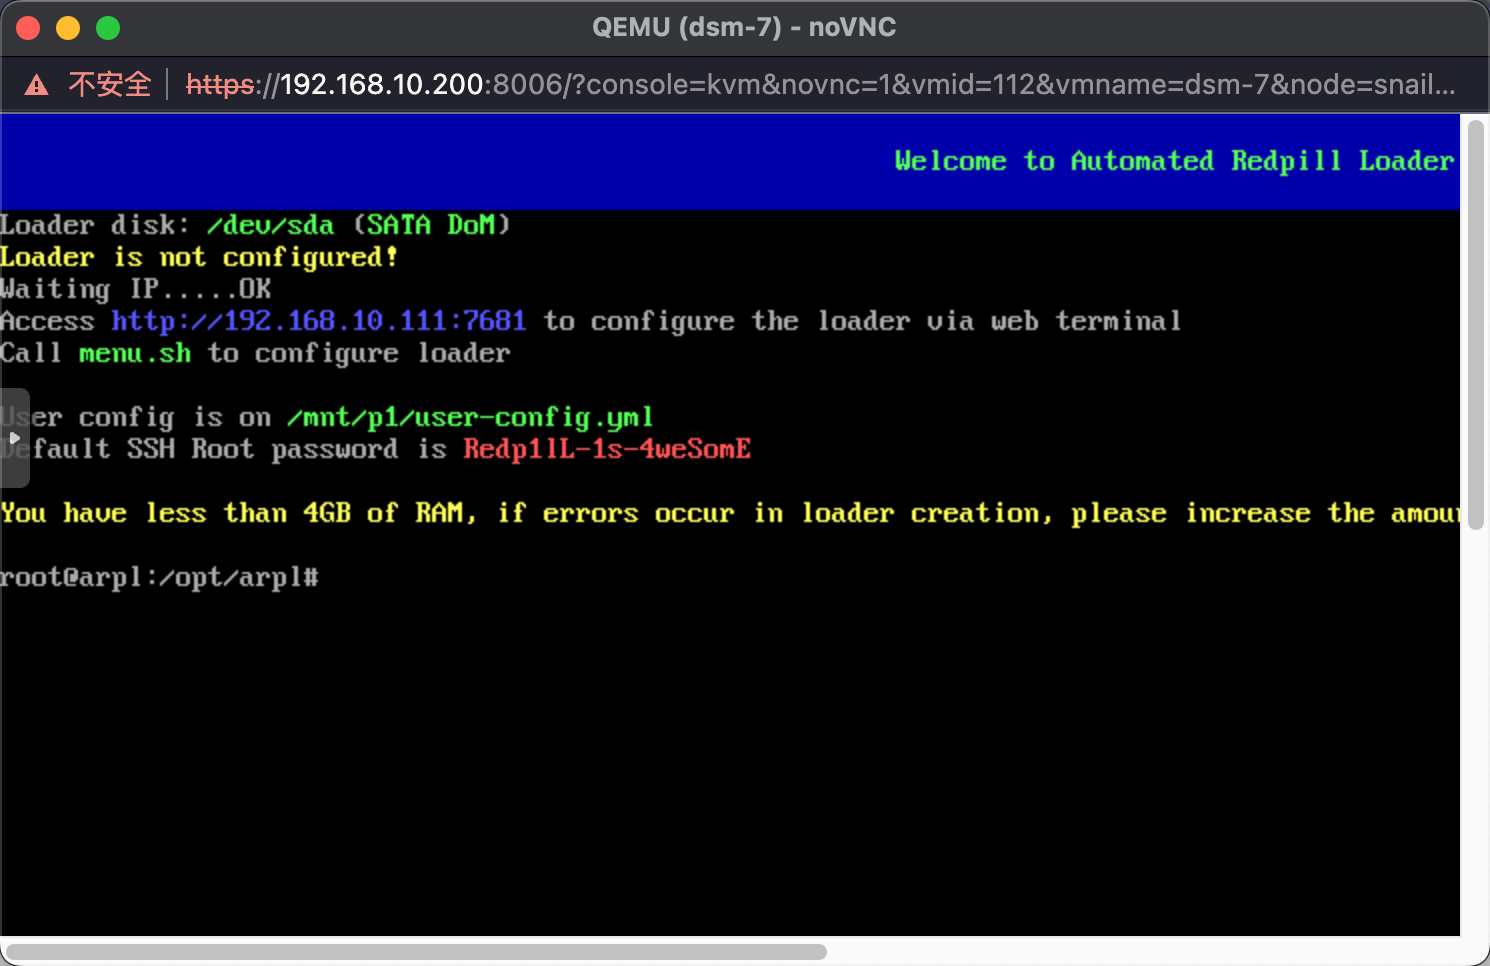 QEMU (dsm-7) - noVNC
不安全 https://192.168.10.200:8006/?console=kvm&novnc=1&vmid=112&vmname=dsm-7&node=snail...
Welcome to Automated Redpill Loader
Loader disk: /dev/sda (SATA DoM)
Loader is not configured!
Waiting IP.....OK
Access http://192.168.10.111:7681 to configure the loader via web terminal
Call menu.sh to configure loader
User config is on /mnt/p1/user-config.yml
Default SSH Root password is Redp1lL-1s-4weSomE
You have less than 4GB of RAM, if errors occur in loader creation, please increase the amou
root@arpl:/opt/arpl#